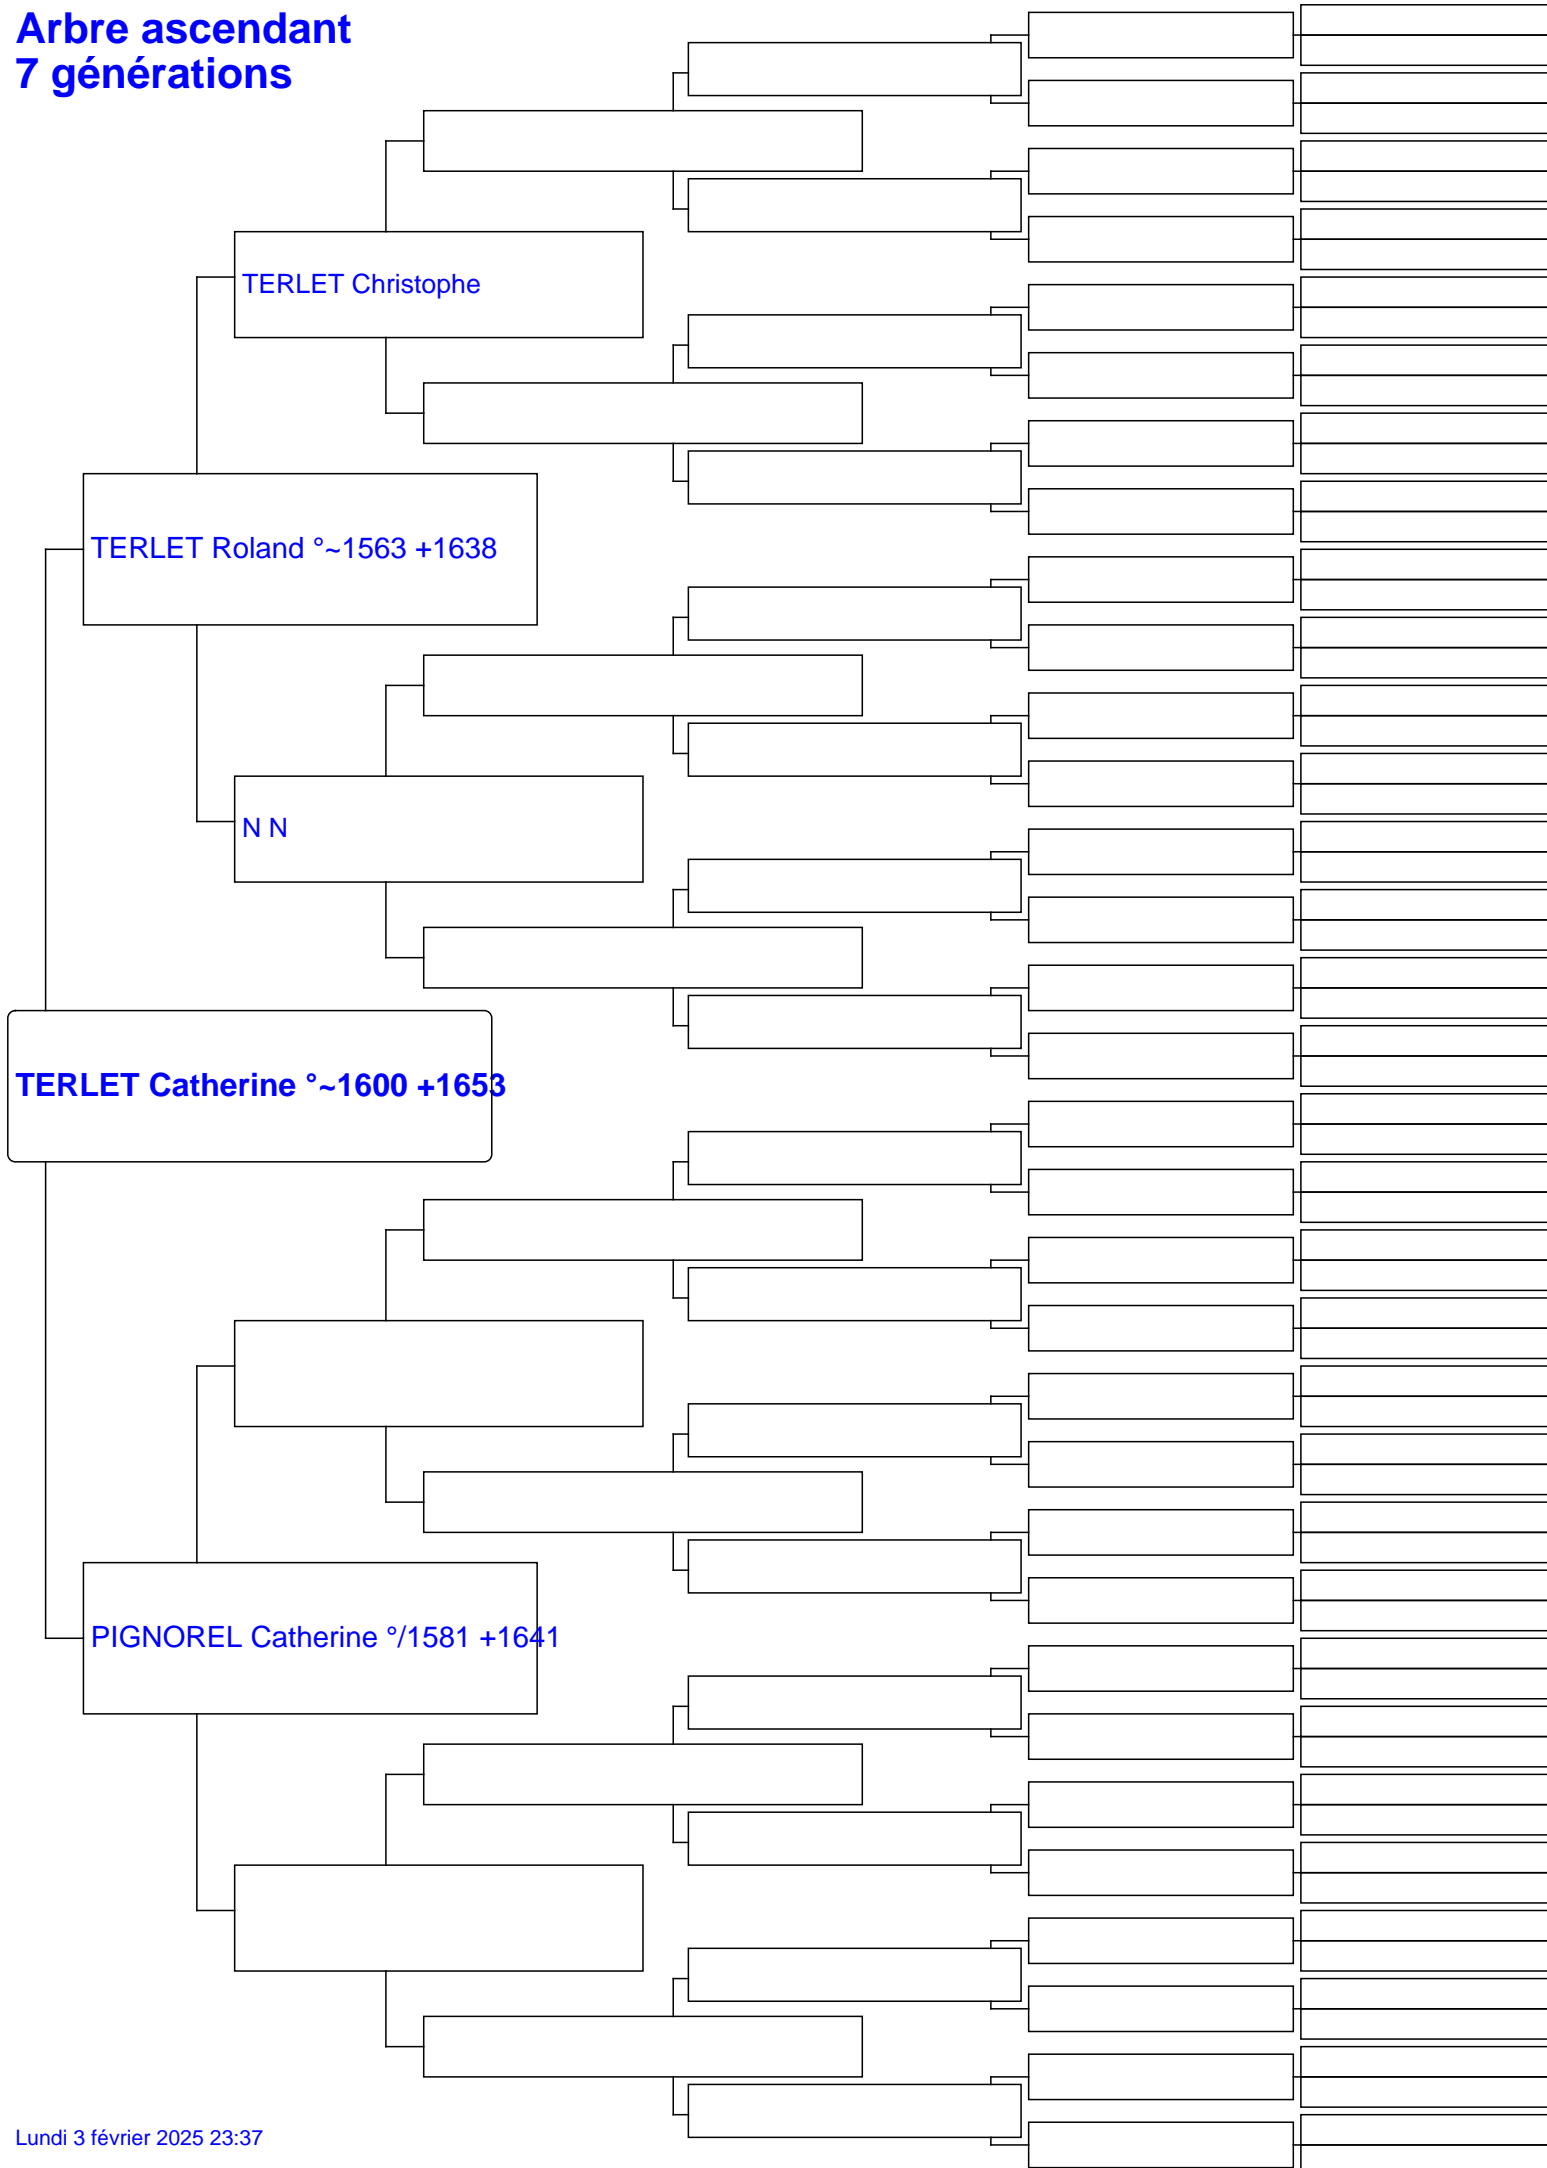 Arbre ascendant
7 générations
TERLET Christophe
TERLET Roland °~1563 +1638
N N
TERLET Catherine °~1600 +1653
PIGNOREL Catherine °/1581 +1641
Lundi 3 février 2025 23:37